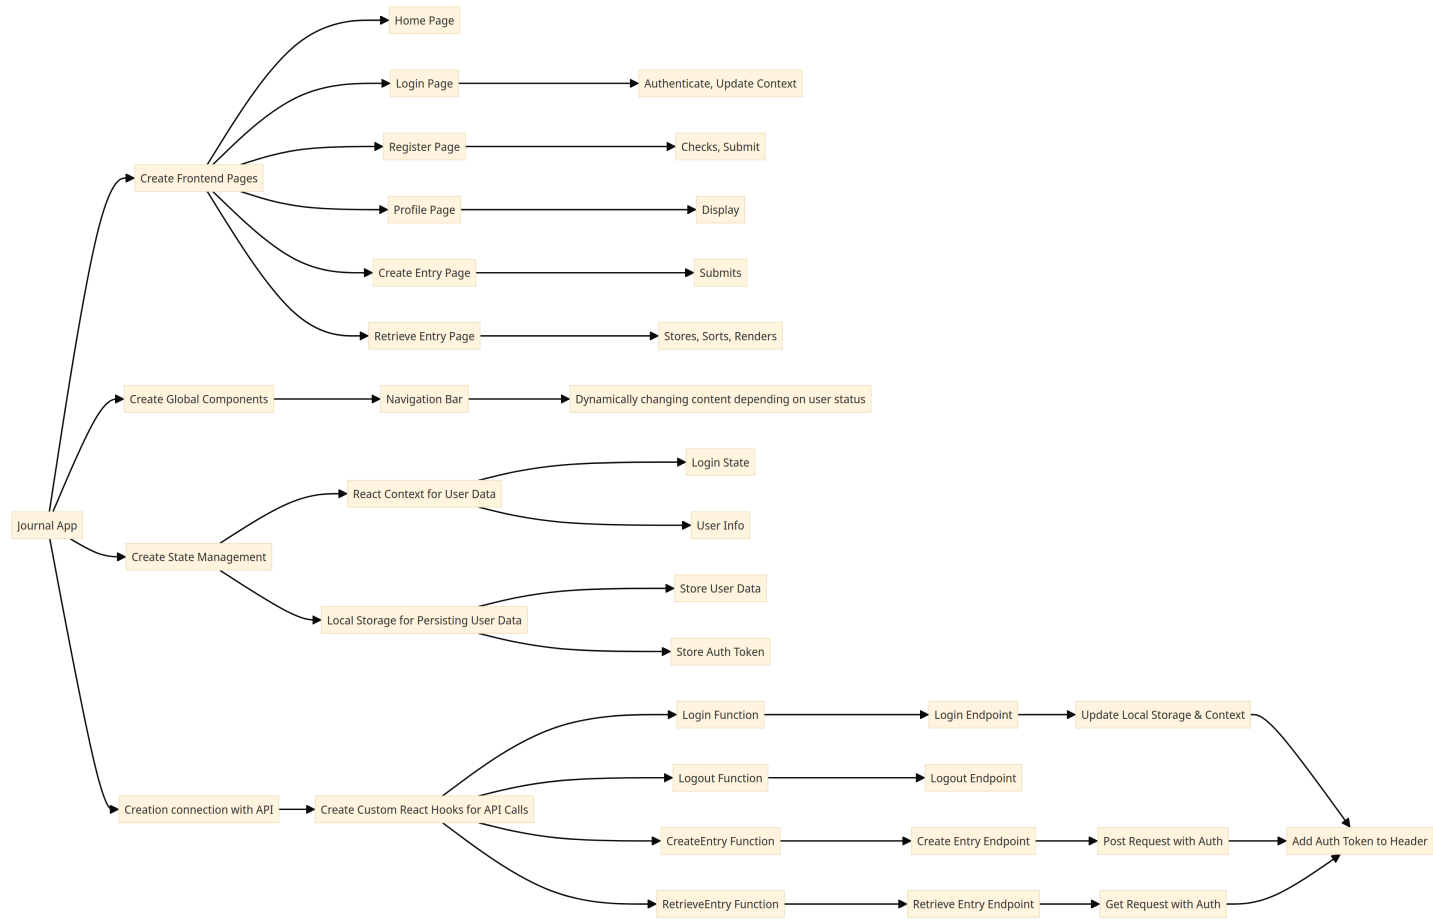 Home Page
Login Page
Authenticate, Update Context
Register Page
Checks, Submit
Create Frontend Pages
Profile Page
Display
Create Entry Page
Submits
Retrieve Entry Page
Stores, Sorts, Renders
Create Global Components
Navigation Bar
Dynamically changing content depending on user status
Login State
React Context for User Data
Journal App
User Info
Create State Management
Store User Data
Local Storage for Persisting User Data
Store Auth Token
Login Function
Login Endpoint
Update Local Storage & Context
Logout Function
Logout Endpoint
Creation connection with API
Create Custom React Hooks for API Calls
CreateEntry Function
Create Entry Endpoint
Post Request with Auth
Add Auth Token to Header
RetrieveEntry Function
Retrieve Entry Endpoint
Get Request with Auth